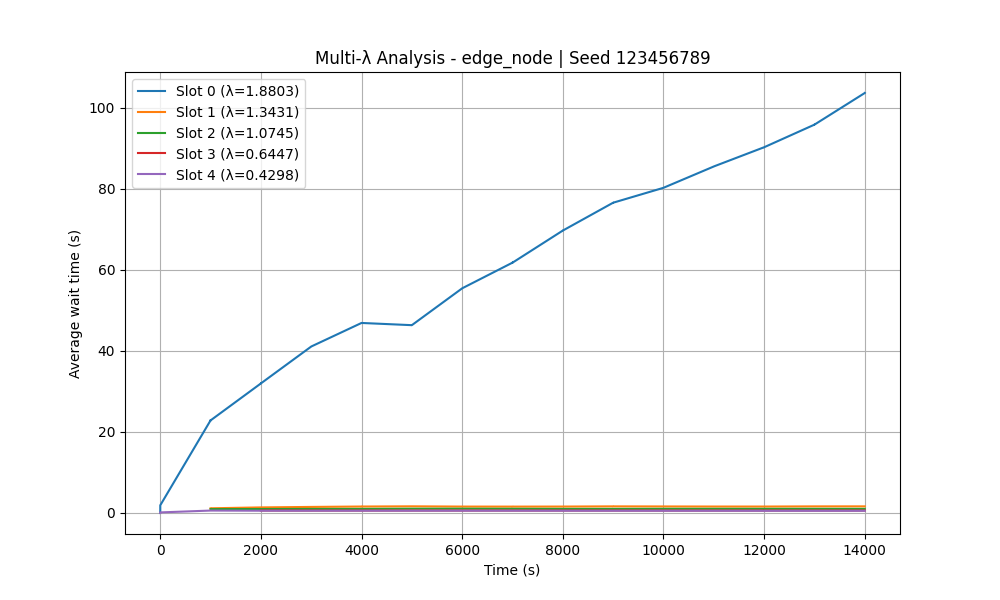 Multi-λ Analysis - edge_node | Seed 123456789
Slot 0 (λ=1.8803)
Slot 1 (λ=1.3431)
Slot 2 (λ=1.0745)
Slot 3 (λ=0.6447)
Slot 4 (λ=0.4298)
100
80
60
40
20
0
Average wait time (s)
0 2000 4000 6000 8000 10000 12000 14000
Time (s)